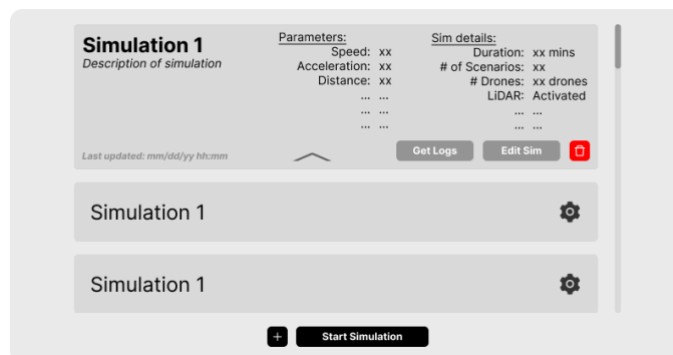 Simulation 1
Description of simulation
Last updated: mm/dd/yy hh:mm
Parameters:
Speed: xx
Acceleration: xx
Distance: xx
... ...
... ...
... ...
Sim details:
Duration: xx mins
# of Scenarios: xx
# Drones: xx drones
LiDAR: Activated
... ...
... ...
Get Logs
Edit Sim
Simulation 1
Simulation 1
+
Start Simulation